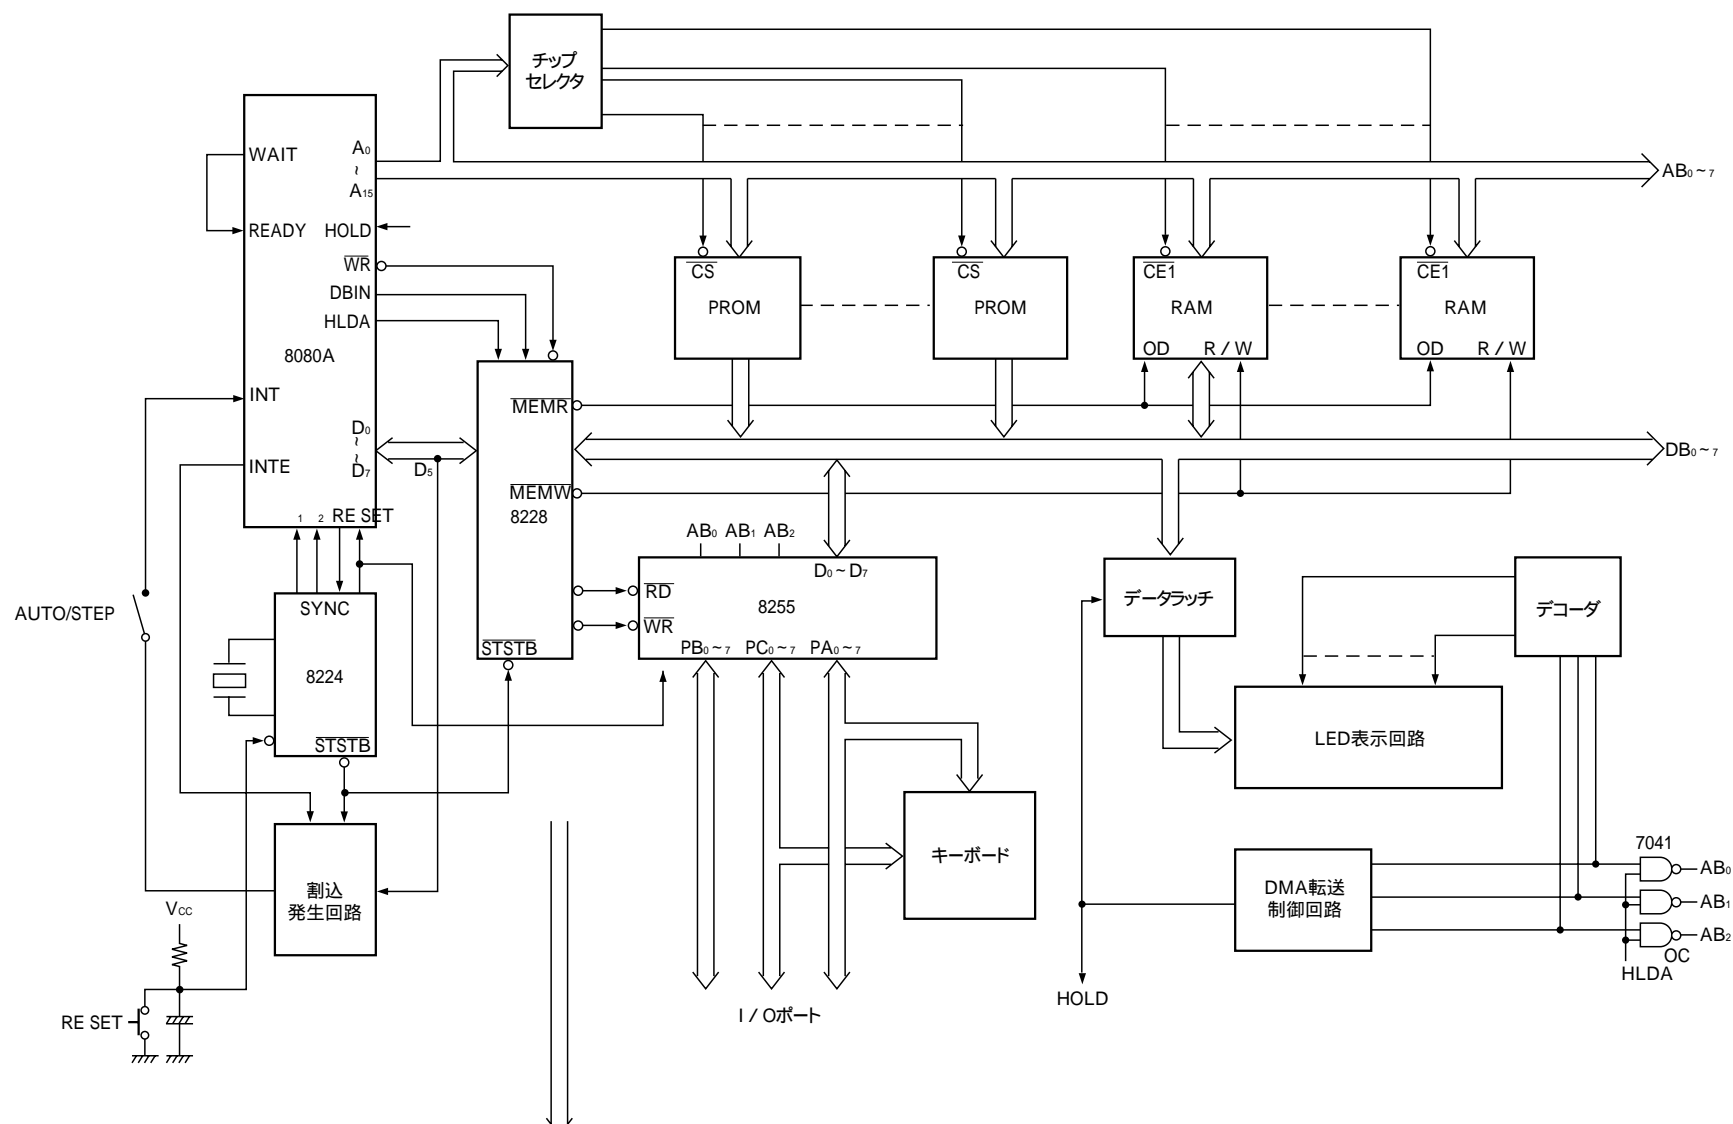 チップ
セレクタ
WAIT
A0
~
A15
AB0~7
READY
HOLD
WR
DBIN
HLDA
8080A
CS
PROM
CS
PROM
CE1
RAM
OD
R / W
CE1
RAM
OD
R / W
INT
MEMR
D0
~
~
D7
INTE
D5
DB0~7
MEMW
8228
1
2
RE SET
AB0
AB1
AB2
D0~D7
RD
8255
WR
PB0~7
PC0~7
PA0~7
データラッチ
デコーダ
SYNC
AUTO/STEP
8224
STSTB
STSTB
LED表示回路
キーボード
7041
DMA転送
制御回路
AB0
AB1
AB2
OC
HLDA
割込
発生回路
VCC
HOLD
I / Oポート
RE SET